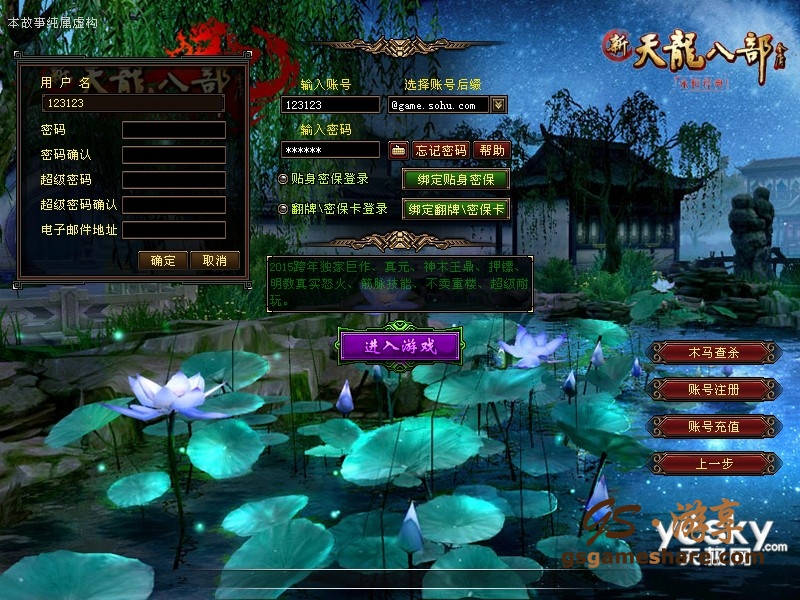 本故事纯属虚构
新天龍八部
用 户 名
123123
密码
密码确认
超级密码
超级密码确认
电子邮件地址
确定 取消
输入账号 选择账号后缀
123123 @game.sohu.com
输入密码
****** 忘记密码 帮助
贴身密保登录 绑定贴身密保
翻牌\密保卡登录 绑定翻牌\密保卡
2015跨年独家巨作、真元、神木王鼎、押镖、
明教真实怒火、筋脉技能、不卖重楼、超级耐
玩。
进入游戏
木马查杀
账号注册
账号充值
上一步
GS·游享
yesky.com
gsgameshare.com